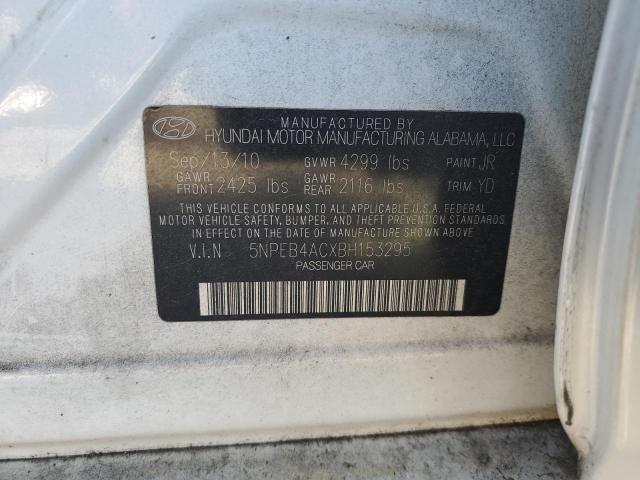 MANUFACTURED BY
HYUNDAI MOTOR MANUFACTURING ALABAMA, LLC
Sep/13/10 GVWR 4299 lbs PAINT JR
GAWR FRONT 2425 lbs GAWR REAR 2116 lbs TRIM YD
THIS VEHICLE CONFORMS TO ALL APPLICABLE U.S.A. FEDERAL
MOTOR VEHICLE SAFETY, BUMPER, AND THEFT PREVENTION STANDARDS
IN EFFECT ON THE DATE OF MANUFACTURE SHOWN ABOVE.
V.I.N 5NPEB4ACXBH153295
PASSENGER CAR